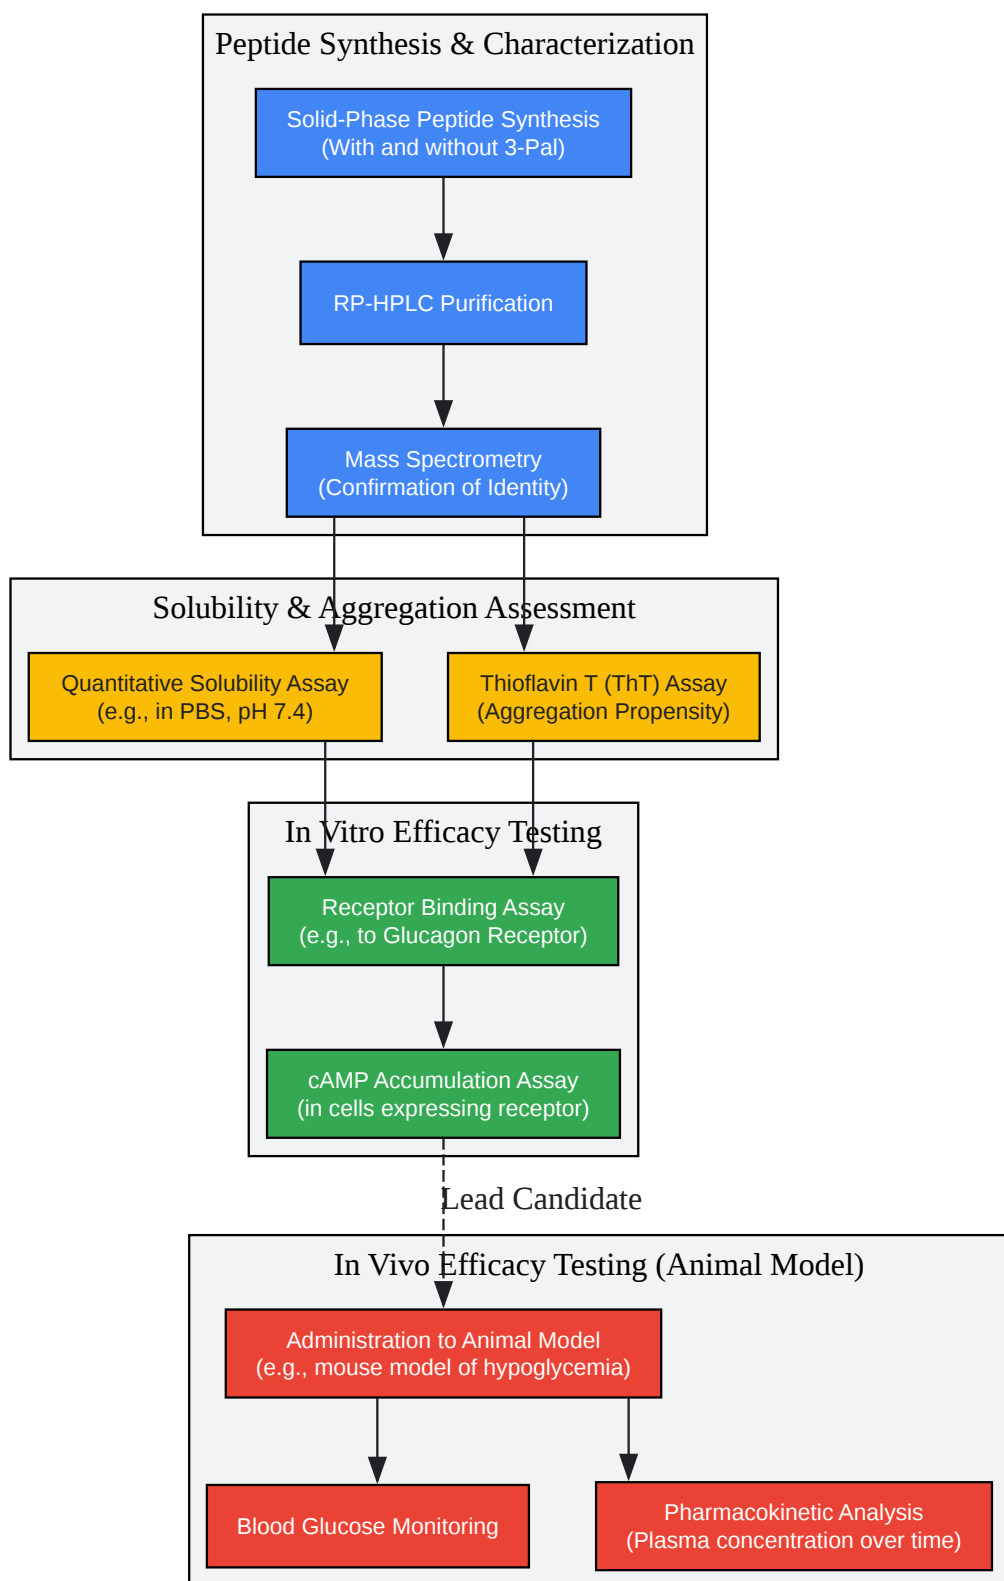 Peptide Synthesis & Characterization
Solid-Phase Peptide Synthesis
(With and without 3-Pal)
RP-HPLC Purification
Mass Spectrometry
(Confirmation of Identity)
Solubility & Aggregation Assessment
Quantitative Solubility Assay
(e.g., in PBS, pH 7.4)
Thioflavin T (ThT) Assay
(Aggregation Propensity)
In Vitro Efficacy Testing
Receptor Binding Assay
(e.g., to Glucagon Receptor)
cAMP Accumulation Assay
(in cells expressing receptor)
Lead Candidate
In Vivo Efficacy Testing (Animal Model)
Administration to Animal Model
(e.g., mouse model of hypoglycemia)
Blood Glucose Monitoring
Pharmacokinetic Analysis
(Plasma concentration over time)